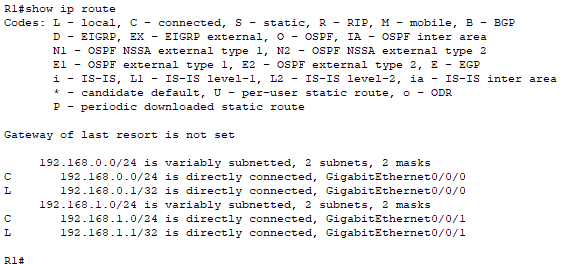 R1#show ip route
Codes: L - local, C - connected, S - static, R - RIP, M - mobile, B - BGP
       D - EIGRP, EX - EIGRP external, O - OSPF, IA - OSPF inter area
       N1 - OSPF NSSA external type 1, N2 - OSPF NSSA external type 2
       E1 - OSPF external type 1, E2 - OSPF external type 2, E - EGP
       i - IS-IS, L1 - IS-IS level-1, L2 - IS-IS level-2, ia - IS-IS inter area
       * - candidate default, U - per-user static route, o - ODR
       P - periodic downloaded static route
Gateway of last resort is not set
     192.168.0.0/24 is variably subnetted, 2 subnets, 2 masks
C       192.168.0.0/24 is directly connected, GigabitEthernet0/0/0
L       192.168.0.1/32 is directly connected, GigabitEthernet0/0/0
     192.168.1.0/24 is variably subnetted, 2 subnets, 2 masks
C       192.168.1.0/24 is directly connected, GigabitEthernet0/0/1
L       192.168.1.1/32 is directly connected, GigabitEthernet0/0/1
R1#